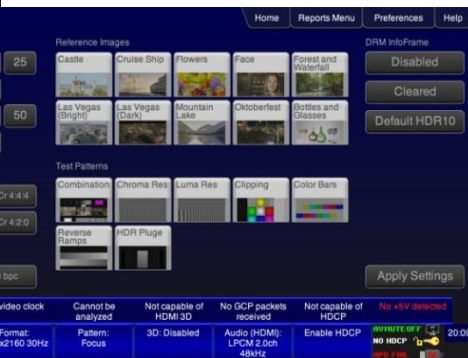 Home Reports Menu Preferences Help
Reference Images
DRM InfoFrame
25
Castle Cruise Ship Flowers Face Forest and Waterfall
Disabled
Cleared
50
Las Vegas (Bright) Las Vegas (Dark) Mountain Lake Oktoberfest Bottles and Glasses
Default HDR10
Test Patterns
Combination Chroma Res Luma Res Clipping Color Bars
Cr 4:4:4
Cr 4:2:0
Reverse Ramps HDR Pluge
bpc
Apply Settings
video clock
Cannot be analyzed
Not capable of HDMI 3D
No GCP packets received
Not capable of HDCP
No +5V detected
Format:
x2160 30Hz
Pattern:
Focus
3D: Disabled
Audio (HDMI):
LPCM 2.0ch
48kHz
Enable HDCP
AVMUTE OFF
NO HDCP
HPD FAR
20:09